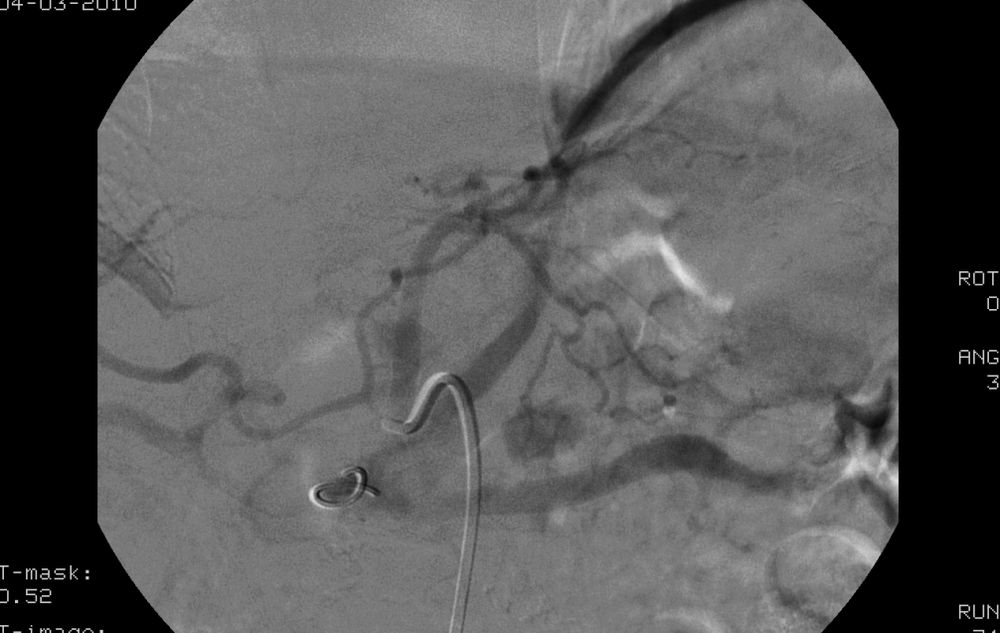 04-03-2010
ROT
0
ANG
3
T-mask:
0.52
T-image:
RUN